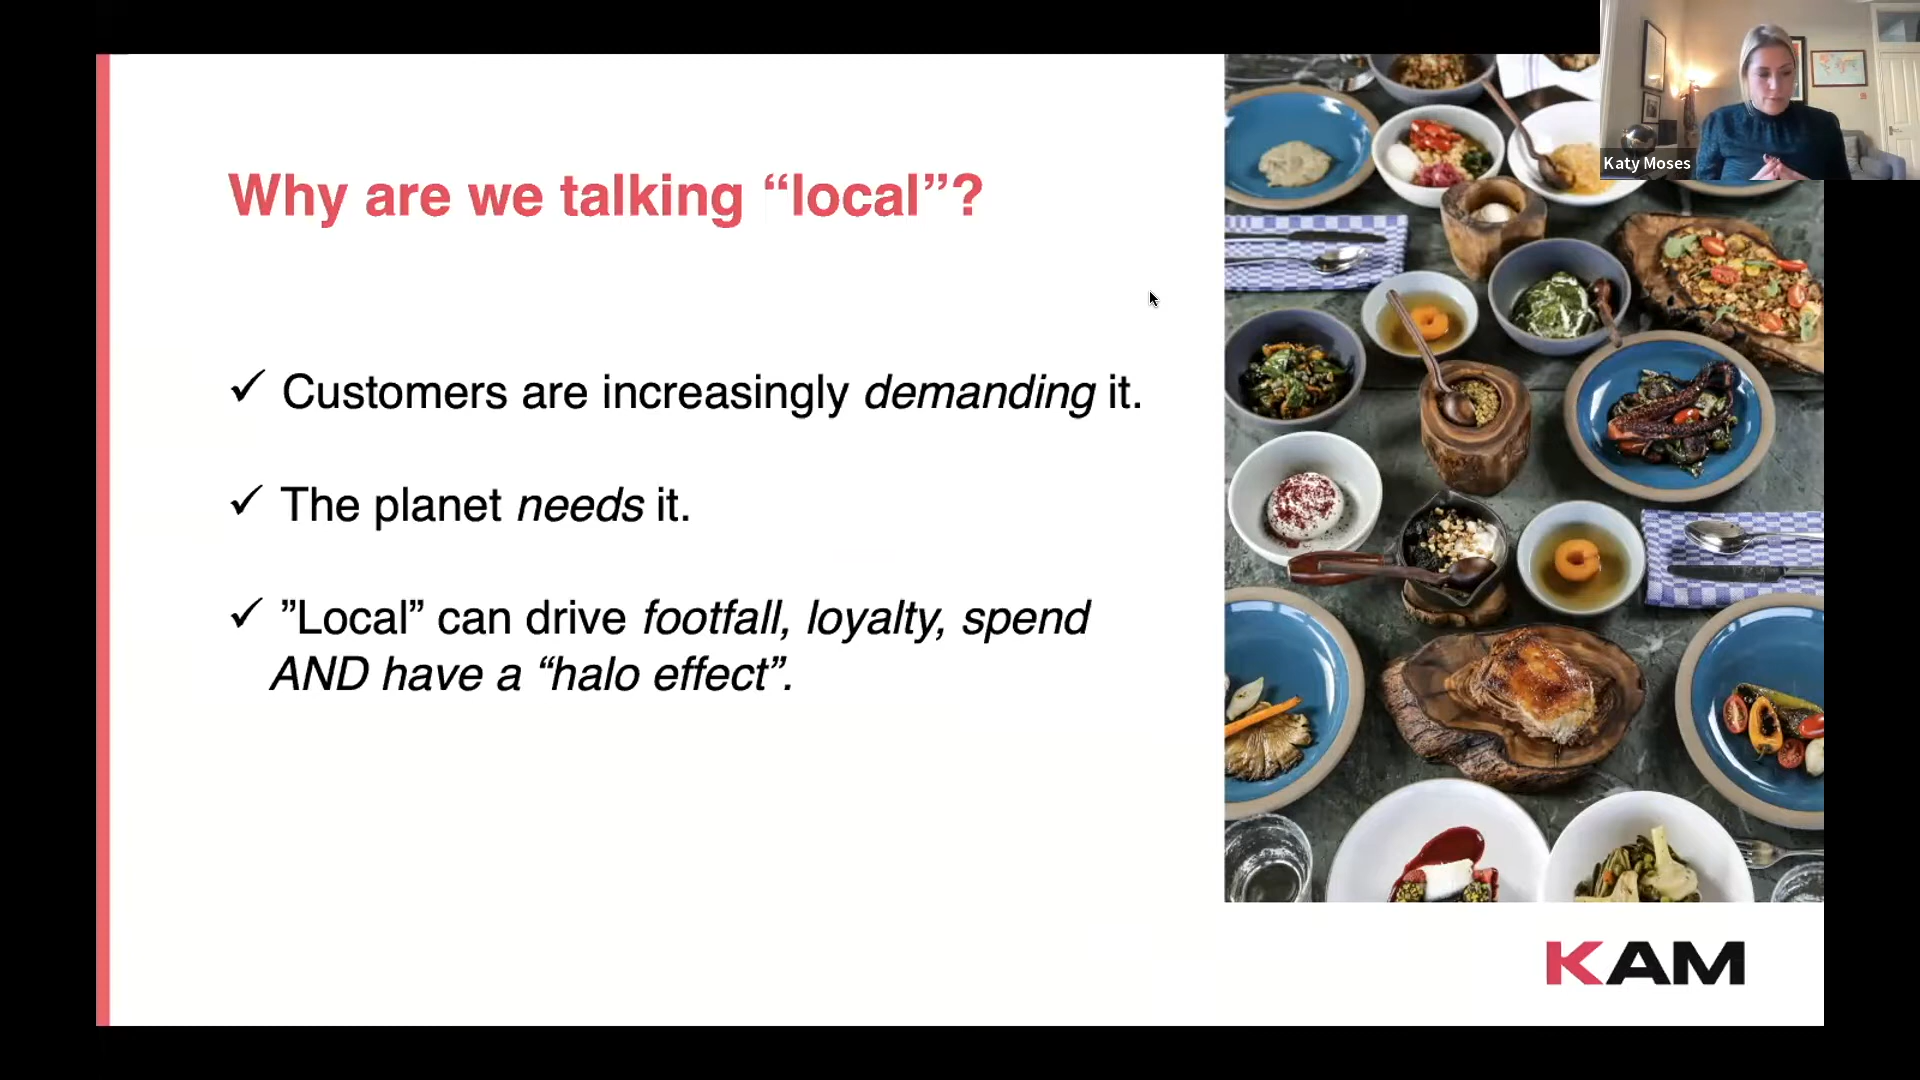 Why are we talking “local”?
✓ Customers are increasingly demanding it.
✓ The planet needs it.
✓ ”Local” can drive footfall, loyalty, spend
AND have a “halo effect”.
Katy Moses
KAM